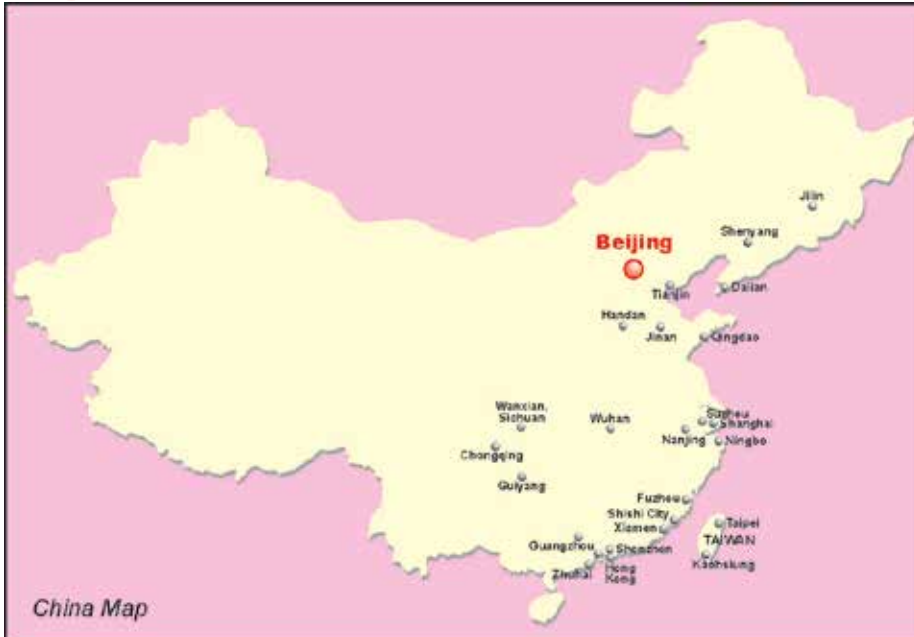 Jilin
Shenyang
Beijing
Tianjin
Dalian
Handan
Jinan
Qingdao
Wanxian,
Sichuan
Wuhan
Suzhou
Shanghai
Nanjing
Ningbo
Chongqing
Guiyang
Fuzhou
Shishi City
Xiamen
Taipei
TAIWAN
Guangzhou
Shenzhen
Kaohsiung
Zhuhai
Hong
Kong
China Map